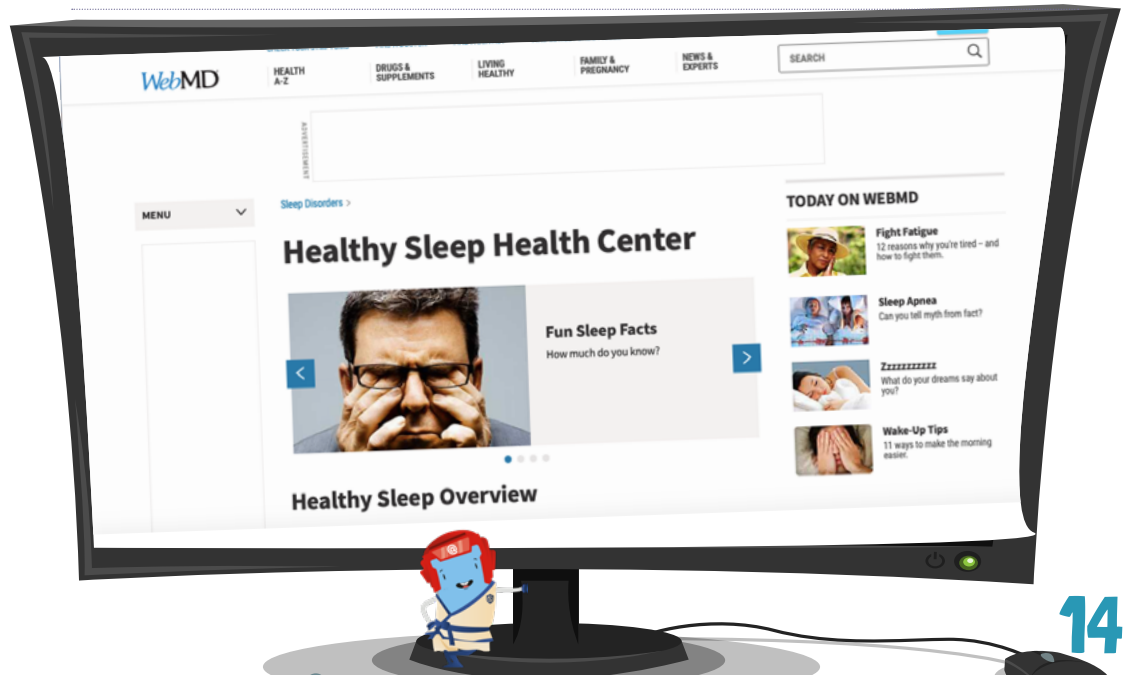 WebMD
HEALTH
A-Z
DRUGS &
SUPPLEMENTS
LIVING
HEALTHY
FAMILY &
PREGNANCY
NEWS &
EXPERTS
SEARCH
ADVERTISEMENT
MENU
Sleep Disorders >
Healthy Sleep Health Center
Fun Sleep Facts
How much do you know?
Healthy Sleep Overview
TODAY ON WEBMD
Fight Fatigue
12 reasons why you're tired – and
how to fight them.
Sleep Apnea
Can you tell myth from fact?
Zzzzzzzzzzz
What do your dreams say about
you?
Wake-Up Tips
11 ways to make the morning
easier.
14